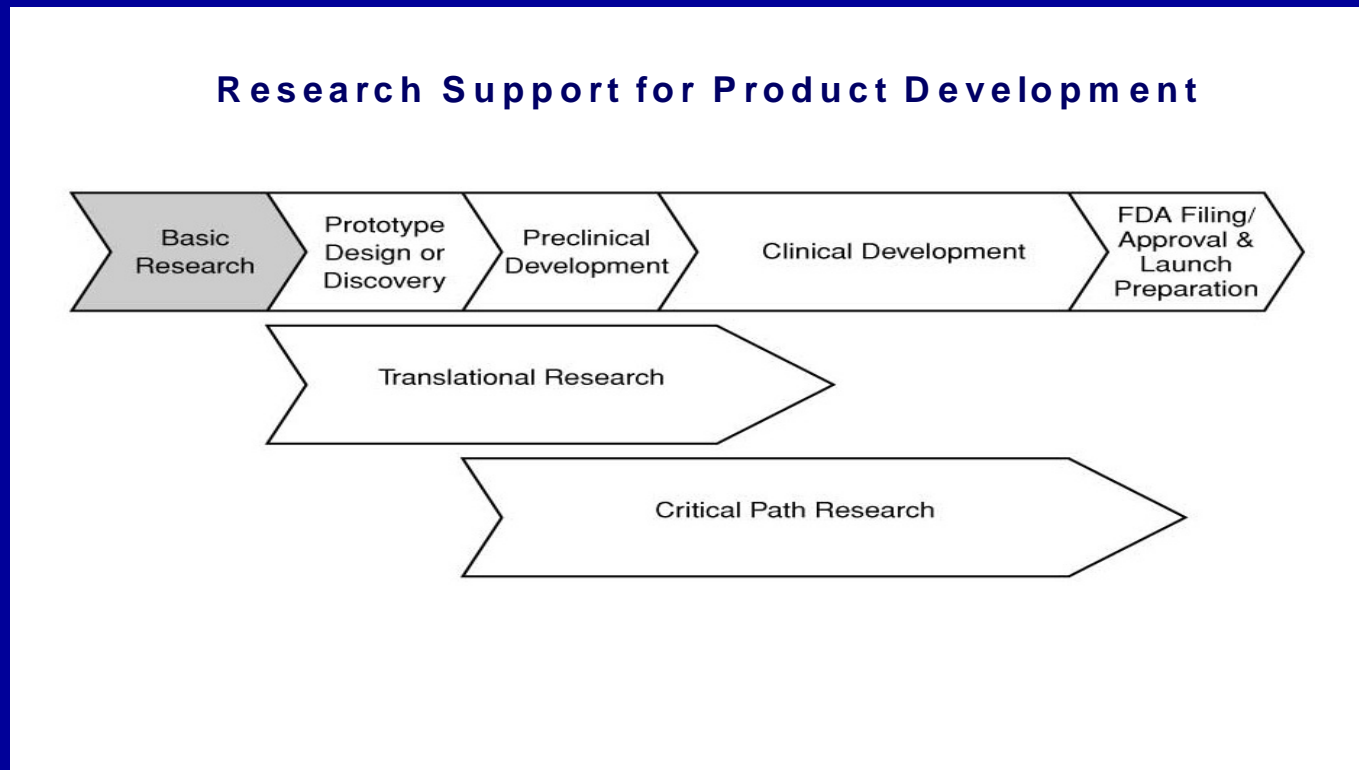 Research Support for Product Development
Basic
Research
Prototype
Design or
Discovery
Preclinical
Development
Clinical Development
FDA Filing/
Approval &
Launch
Preparation
Translational Research
Critical Path Research